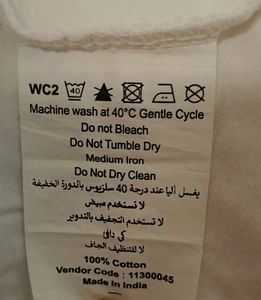 WC2 40
Machine wash at 40°C Gentle Cycle
Do not Bleach
Do not Tumble Dry
Medium Iron
Do not Dry Clean
يغسل آليا عند درجة 40 سلزيوس بالدورة الخفيفة
لا تستخدم مبيض
لا تستخدم التجفيف بالتدوير
كي دافئ
لا للتنظيف الجاف
100% Cotton
Vendor Code : 11300045
Made in India